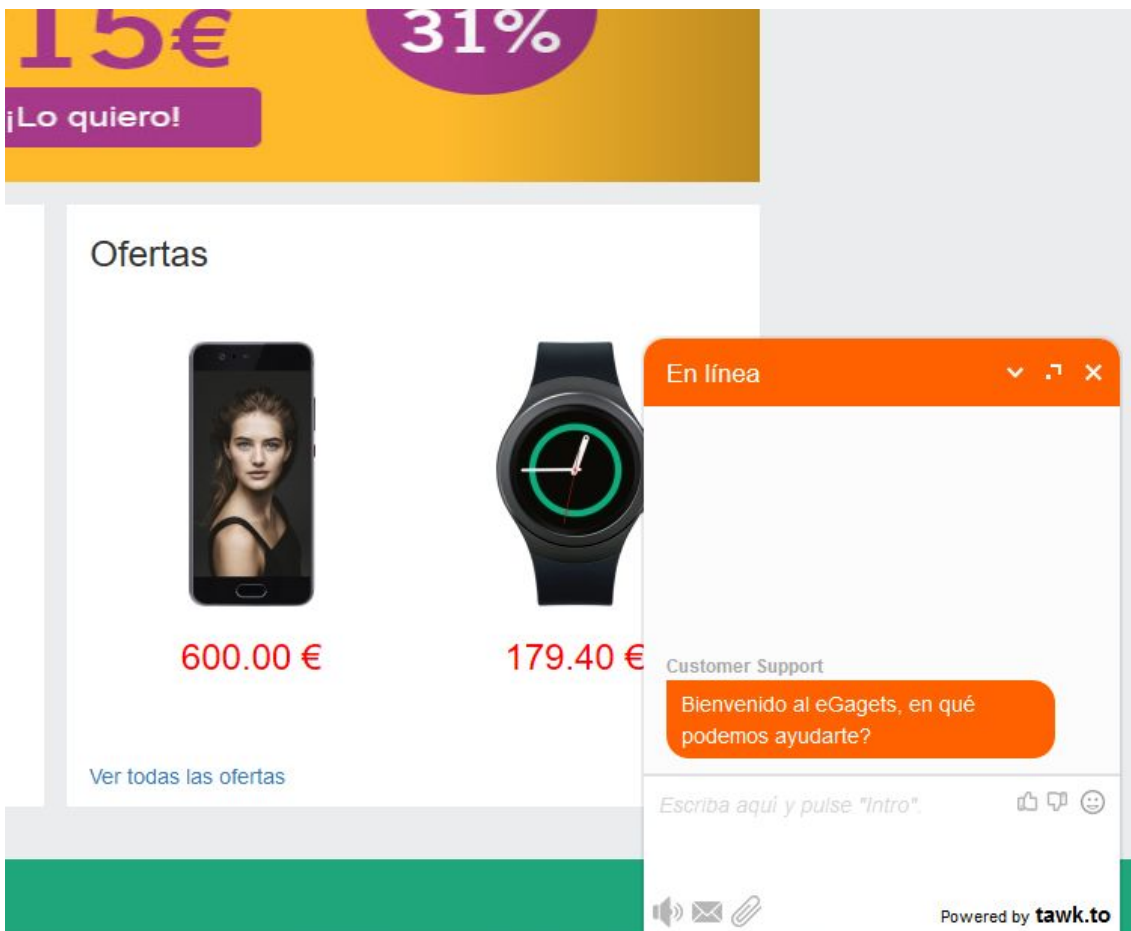 15€
31%
¡Lo quiero!
Ofertas
En línea
600.00 €
179.40 €
Customer Support
Bienvenido al eGagets, en qué
podemos ayudarte?
Ver todas las ofertas
Escriba aquí y pulse "Intro".
Powered by tawk.to